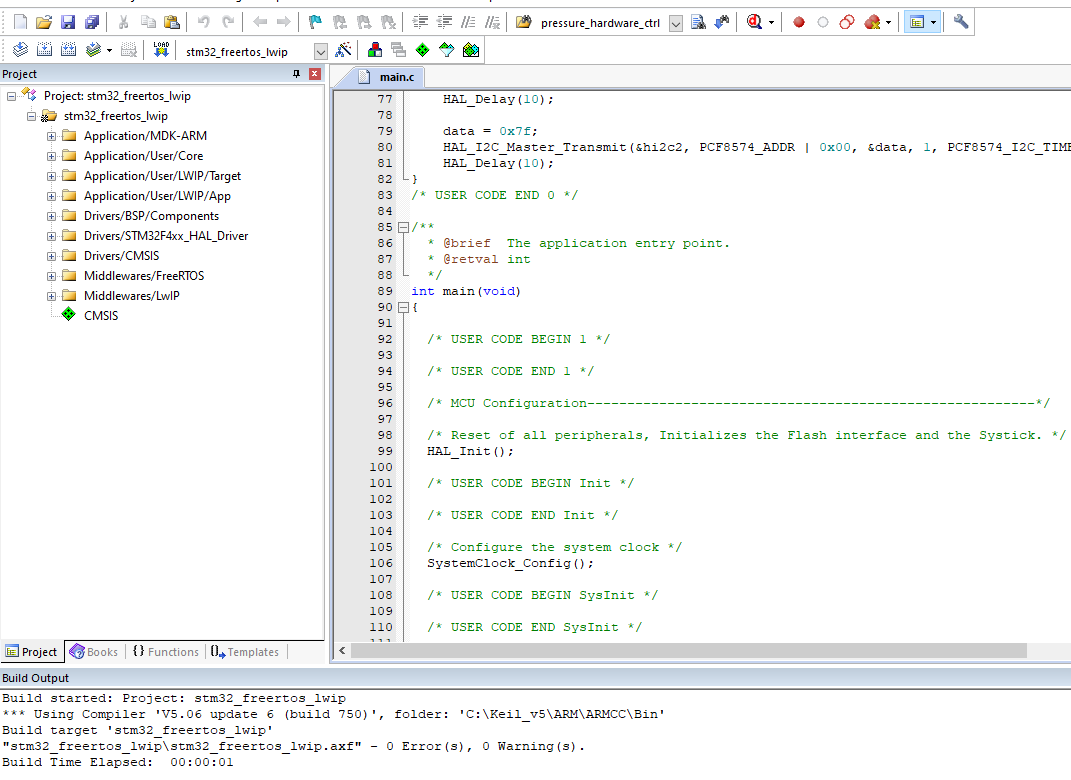 pressure_hardware_ctrl
LOAD
stm32_freertos_lwip
Project
Project: stm32_freertos_lwip
stm32_freertos_lwip
Application/MDK-ARM
Application/User/Core
Application/User/LWIP/Target
Application/User/LWIP/App
Drivers/BSP/Components
Drivers/STM32F4xx_HAL_Driver
Drivers/CMSIS
Middlewares/FreeRTOS
Middlewares/LwIP
CMSIS
Project
Books
{} Functions
Templates
main.c
77 HAL_Delay(10);
78
79 data = 0x7f;
80 HAL_I2C_Master_Transmit(&hi2c2, PCF8574_ADDR | 0x00, &data, 1, PCF8574_I2C_TIME
81 HAL_Delay(10);
82 }
83 /* USER CODE END 0 */
84
85 /**
86 * @brief  The application entry point.
87 * @retval int
88 */
89 int main(void)
90 {
91
92 /* USER CODE BEGIN 1 */
93
94 /* USER CODE END 1 */
95
96 /* MCU Configuration--------------------------------------------------------*/
97
98 /* Reset of all peripherals, Initializes the Flash interface and the Systick. */
99 HAL_Init();
100
101 /* USER CODE BEGIN Init */
102
103 /* USER CODE END Init */
104
105 /* Configure the system clock */
106 SystemClock_Config();
107
108 /* USER CODE BEGIN SysInit */
109
110 /* USER CODE END SysInit */
Build Output
Build started: Project: stm32_freertos_lwip
*** Using Compiler 'V5.06 update 6 (build 750)', folder: 'C:\Keil_v5\ARM\ARMCC\Bin'
Build target 'stm32_freertos_lwip'
"stm32_freertos_lwip\stm32_freertos_lwip.axf" - 0 Error(s), 0 Warning(s).
Build Time Elapsed:  00:00:01